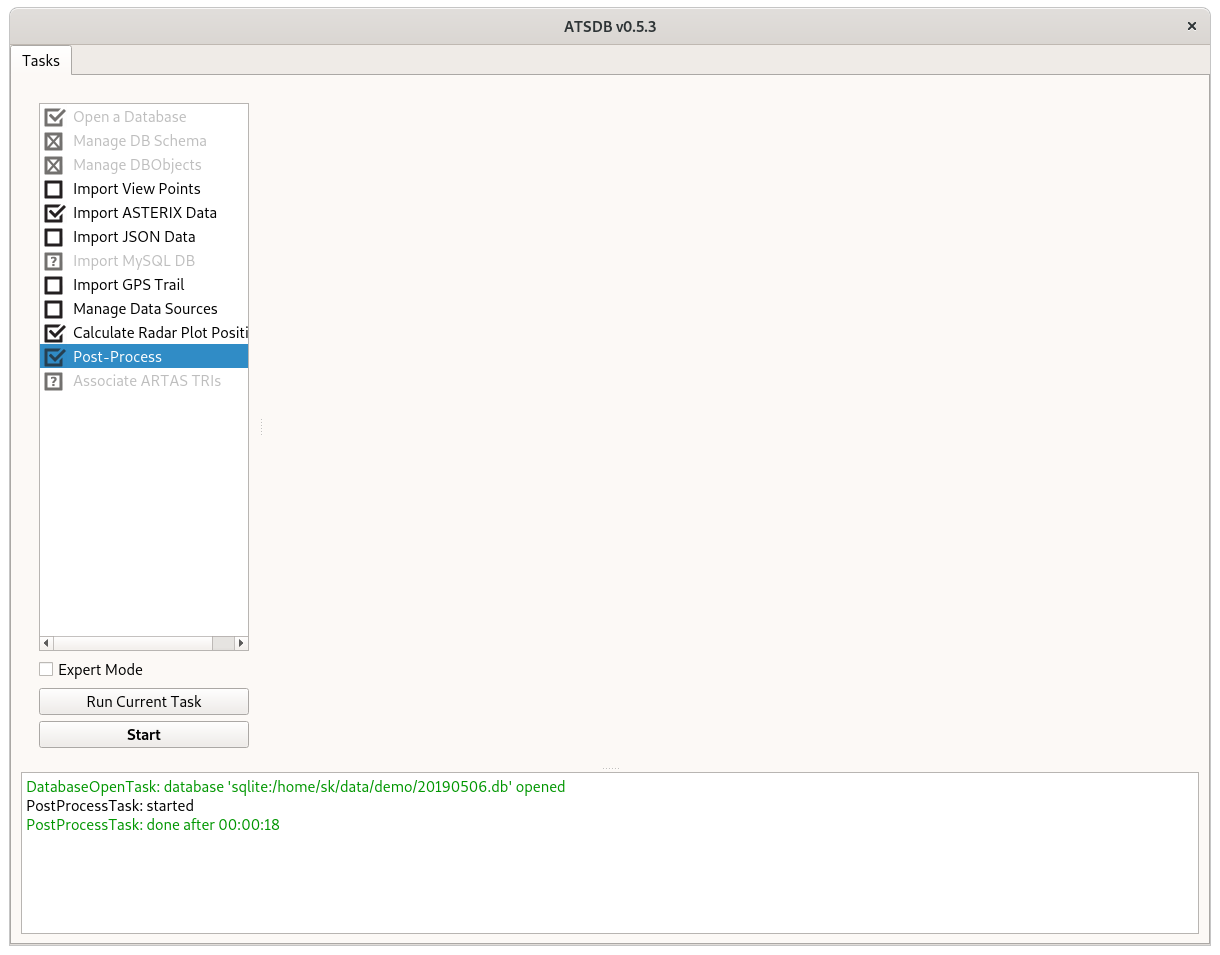 ATSDB v0.5.3
Tasks
Open a Database
Manage DB Schema
Manage DBObjects
Import View Points
Import ASTERIX Data
Import JSON Data
Import MySQL DB
Import GPS Trail
Manage Data Sources
Calculate Radar Plot Positi
Post-Process
Associate ARTAS TRIs
Expert Mode
Run Current Task
Start
DatabaseOpenTask: database 'sqlite:/home/sk/data/demo/20190506.db' opened
PostProcessTask: started
PostProcessTask: done after 00:00:18